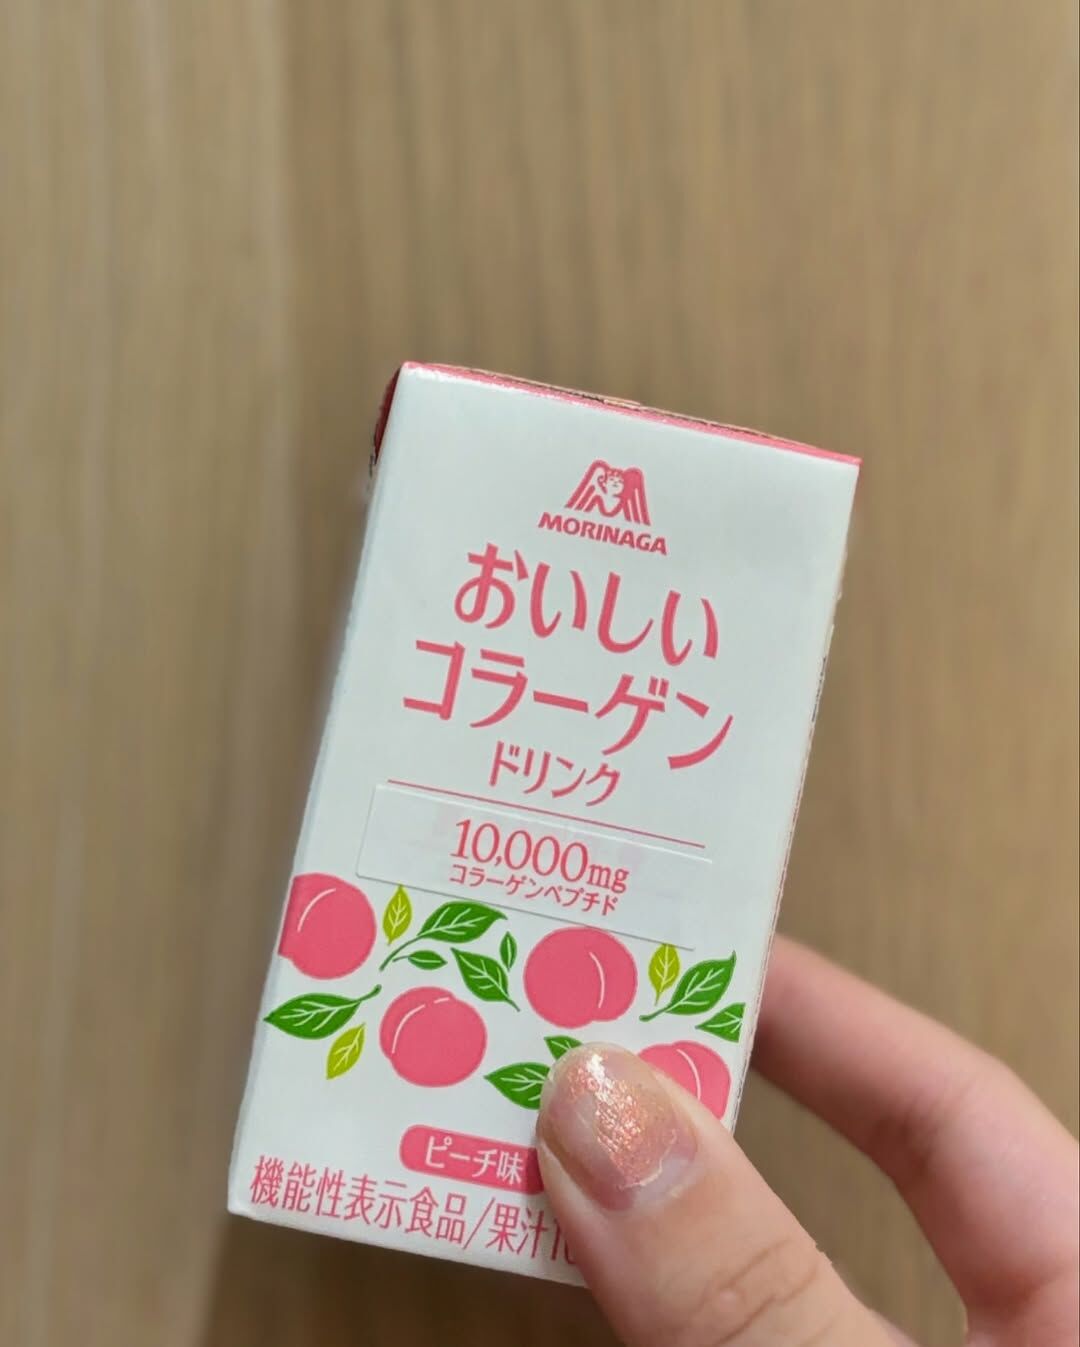 MORINAGA
おいしい
コラーゲン
ドリンク
10,000mg
コラーゲンペプチド
ピーチ味
機能性表示食品/果汁10